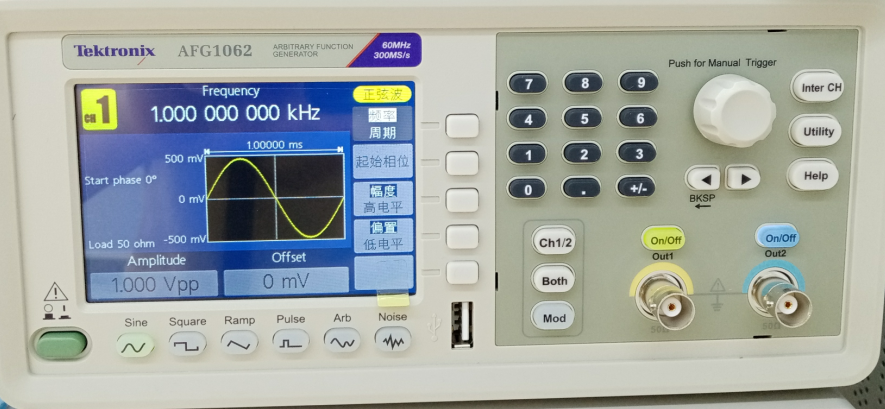 Tektronix AFG1062 ARBITRARY FUNCTION GENERATOR 60MHz 300MS/s
CH1
Frequency
1.000 000 000 kHz
正弦波
频率
周期
1.00000 ms
500 mV
Start phase 0°
0 mV
Load 50 ohm
-500 mV
起始相位
幅度
高电平
偏置
低电平
Amplitude
Offset
1.000 Vpp
0 mV
Sine
Square
Ramp
Pulse
Arb
Noise
7 8 9
4 5 6
1 2 3
0 . +/-
Push for Manual Trigger
Inter CH
Utility
Help
BKSP
Ch1/2
Both
Mod
On/Off
Out1
On/Off
Out2
50Ω
50Ω